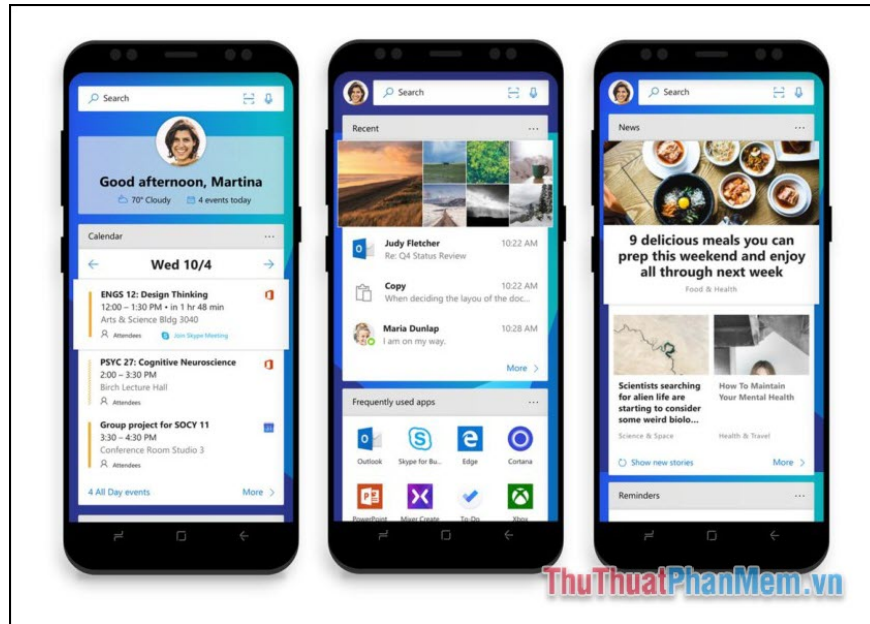 Search
Good afternoon, Martina
70° Cloudy
4 events today
Calendar
...
Wed 10/4
ENGS 12: Design Thinking
12:00 – 1:30 PM • in 1 hr 48 min
Arts & Science Bldg 3040
Attendees
Join Skype Meeting
PSYC 27: Cognitive Neuroscience
2:00 – 3:30 PM
Birch Lecture Hall
Attendees
Group project for SOCY 11
3:30 – 4:30 PM
Conference Room Studio 3
Attendees
4 All Day events
More
Search
Recent
...
Judy Fletcher
10:22 AM
Re: Q4 Status Review
Copy
10:22 AM
When deciding the layou of the doc...
Maria Dunlap
10:28 AM
I am on my way.
More
Frequently used apps
...
Outlook
Skype for Bu...
Edge
Cortana
PowerPoint
Mixer Create
To-Do
Xbox
Search
News
...
9 delicious meals you can
prep this weekend and enjoy
all through next week
Food & Health
Scientists searching
for alien life are
starting to consider
some weird biolo...
Science & Space
How To Maintain
Your Mental Health
Health & Travel
Show new stories
More
Reminders
...
ThuThuatPhanMem.vn